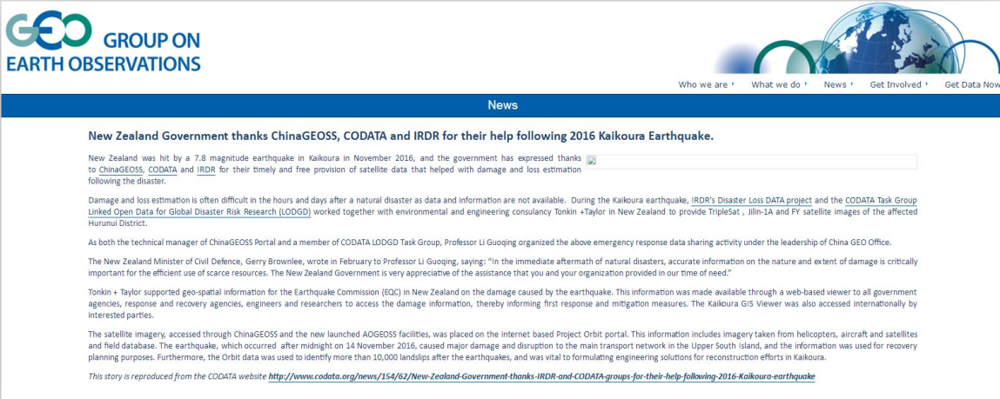 GEO GROUP ON
EARTH OBSERVATIONS
Who we are What we do News Get Involved Get Data Now
News
New Zealand Government thanks ChinaGEOSS, CODATA and IRDR for their help following 2016 Kaikoura Earthquake.
New Zealand was hit by a 7.8 magnitude earthquake in Kaikoura in November 2016, and the government has expressed thanks
to ChinaGEOSS, CODATA and IRDR for their timely and free provision of satellite data that helped with damage and loss estimation
following the disaster.
Damage and loss estimation is often difficult in the hours and days after a natural disaster as data and information are not available. During the Kaikoura earthquake, IRDR's Disaster Loss DATA project and the CODATA Task Group
Linked Open Data for Global Disaster Risk Research (LODGD) worked together with environmental and engineering consulancy Tonkin +Taylor in New Zealand to provide TripleSat , Jilin-1A and FY satellite images of the affected
Hurunui District.
As both the technical manager of ChinaGEOSS Portal and a member of CODATA LODGD Task Group, Professor Li Guoqing organized the above emergency response data sharing activity under the leadership of China GEO Office.
The New Zealand Minister of Civil Defence, Gerry Brownlee, wrote in February to Professor Li Guoqing, saying: “In the immediate aftermath of natural disasters, accurate information on the nature and extent of damage is critically
important for the efficient use of scarce resources. The New Zealand Government is very appreciative of the assistance that you and your organization provided in our time of need.”
Tonkin + Taylor supported geo-spatial information for the Earthquake Commission (EQC) in New Zealand on the damage caused by the earthquake. This information was made available through a web-based viewer to all government
agencies, response and recovery agencies, engineers and researchers to access the damage information, thereby informing first response and mitigation measures. The Kaikoura GIS Viewer was also accessed internationally by
interested parties.
The satellite imagery, accessed through ChinaGEOSS and the new launched AOGEOSS facilities, was placed on the internet based Project Orbit portal. This information includes imagery taken from helicopters, aircraft and satellites
and field database. The earthquake, which occurred after midnight on 14 November 2016, caused major damage and disruption to the main transport network in the Upper South Island, and the information was used for recovery
planning purposes. Furthermore, the Orbit data was used to identify more than 10,000 landslips after the earthquakes, and was vital to formulating engineering solutions for reconstruction efforts in Kaikoura.
This story is reproduced from the CODATA website http://www.codata.org/news/154/62/New-Zealand-Government-thanks-IRDR-and-CODATA-groups-for-their-help-following-2016-Kaikoura-earthquake